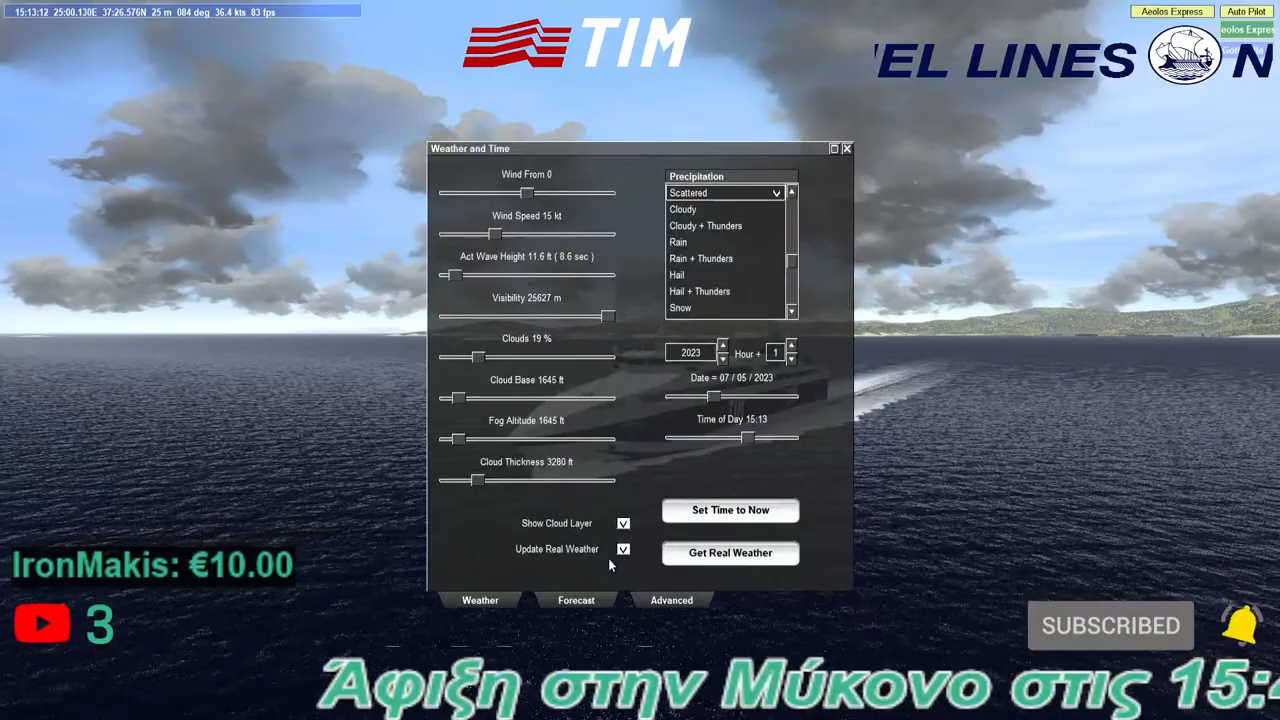 15:13:12 25:00.130E 37:26.576N 25 m 084 deg 36.4 kts 83 fps
Aeolos Express
Auto Pilot
TIM
EL LINES
N
Weather and Time
Wind From 0
Wind Speed 15 kt
Act Wave Height 11.6 ft ( 8.6 sec )
Visibility 25627 m
Clouds 19 %
Cloud Base 1645 ft
Fog Altitude 1645 ft
Cloud Thickness 3280 ft
Show Cloud Layer
Update Real Weather
Precipitation
Scattered
Cloudy
Cloudy + Thunders
Rain
Rain + Thunders
Hail
Hail + Thunders
Snow
2023
Hour + 1
Date = 07 / 05 / 2023
Time of Day 15:13
Set Time to Now
Get Real Weather
Weather
Forecast
Advanced
IronMakis: €10.00
3
SUBSCRIBED
Άφιξη στην Μύκονο στις 15:4